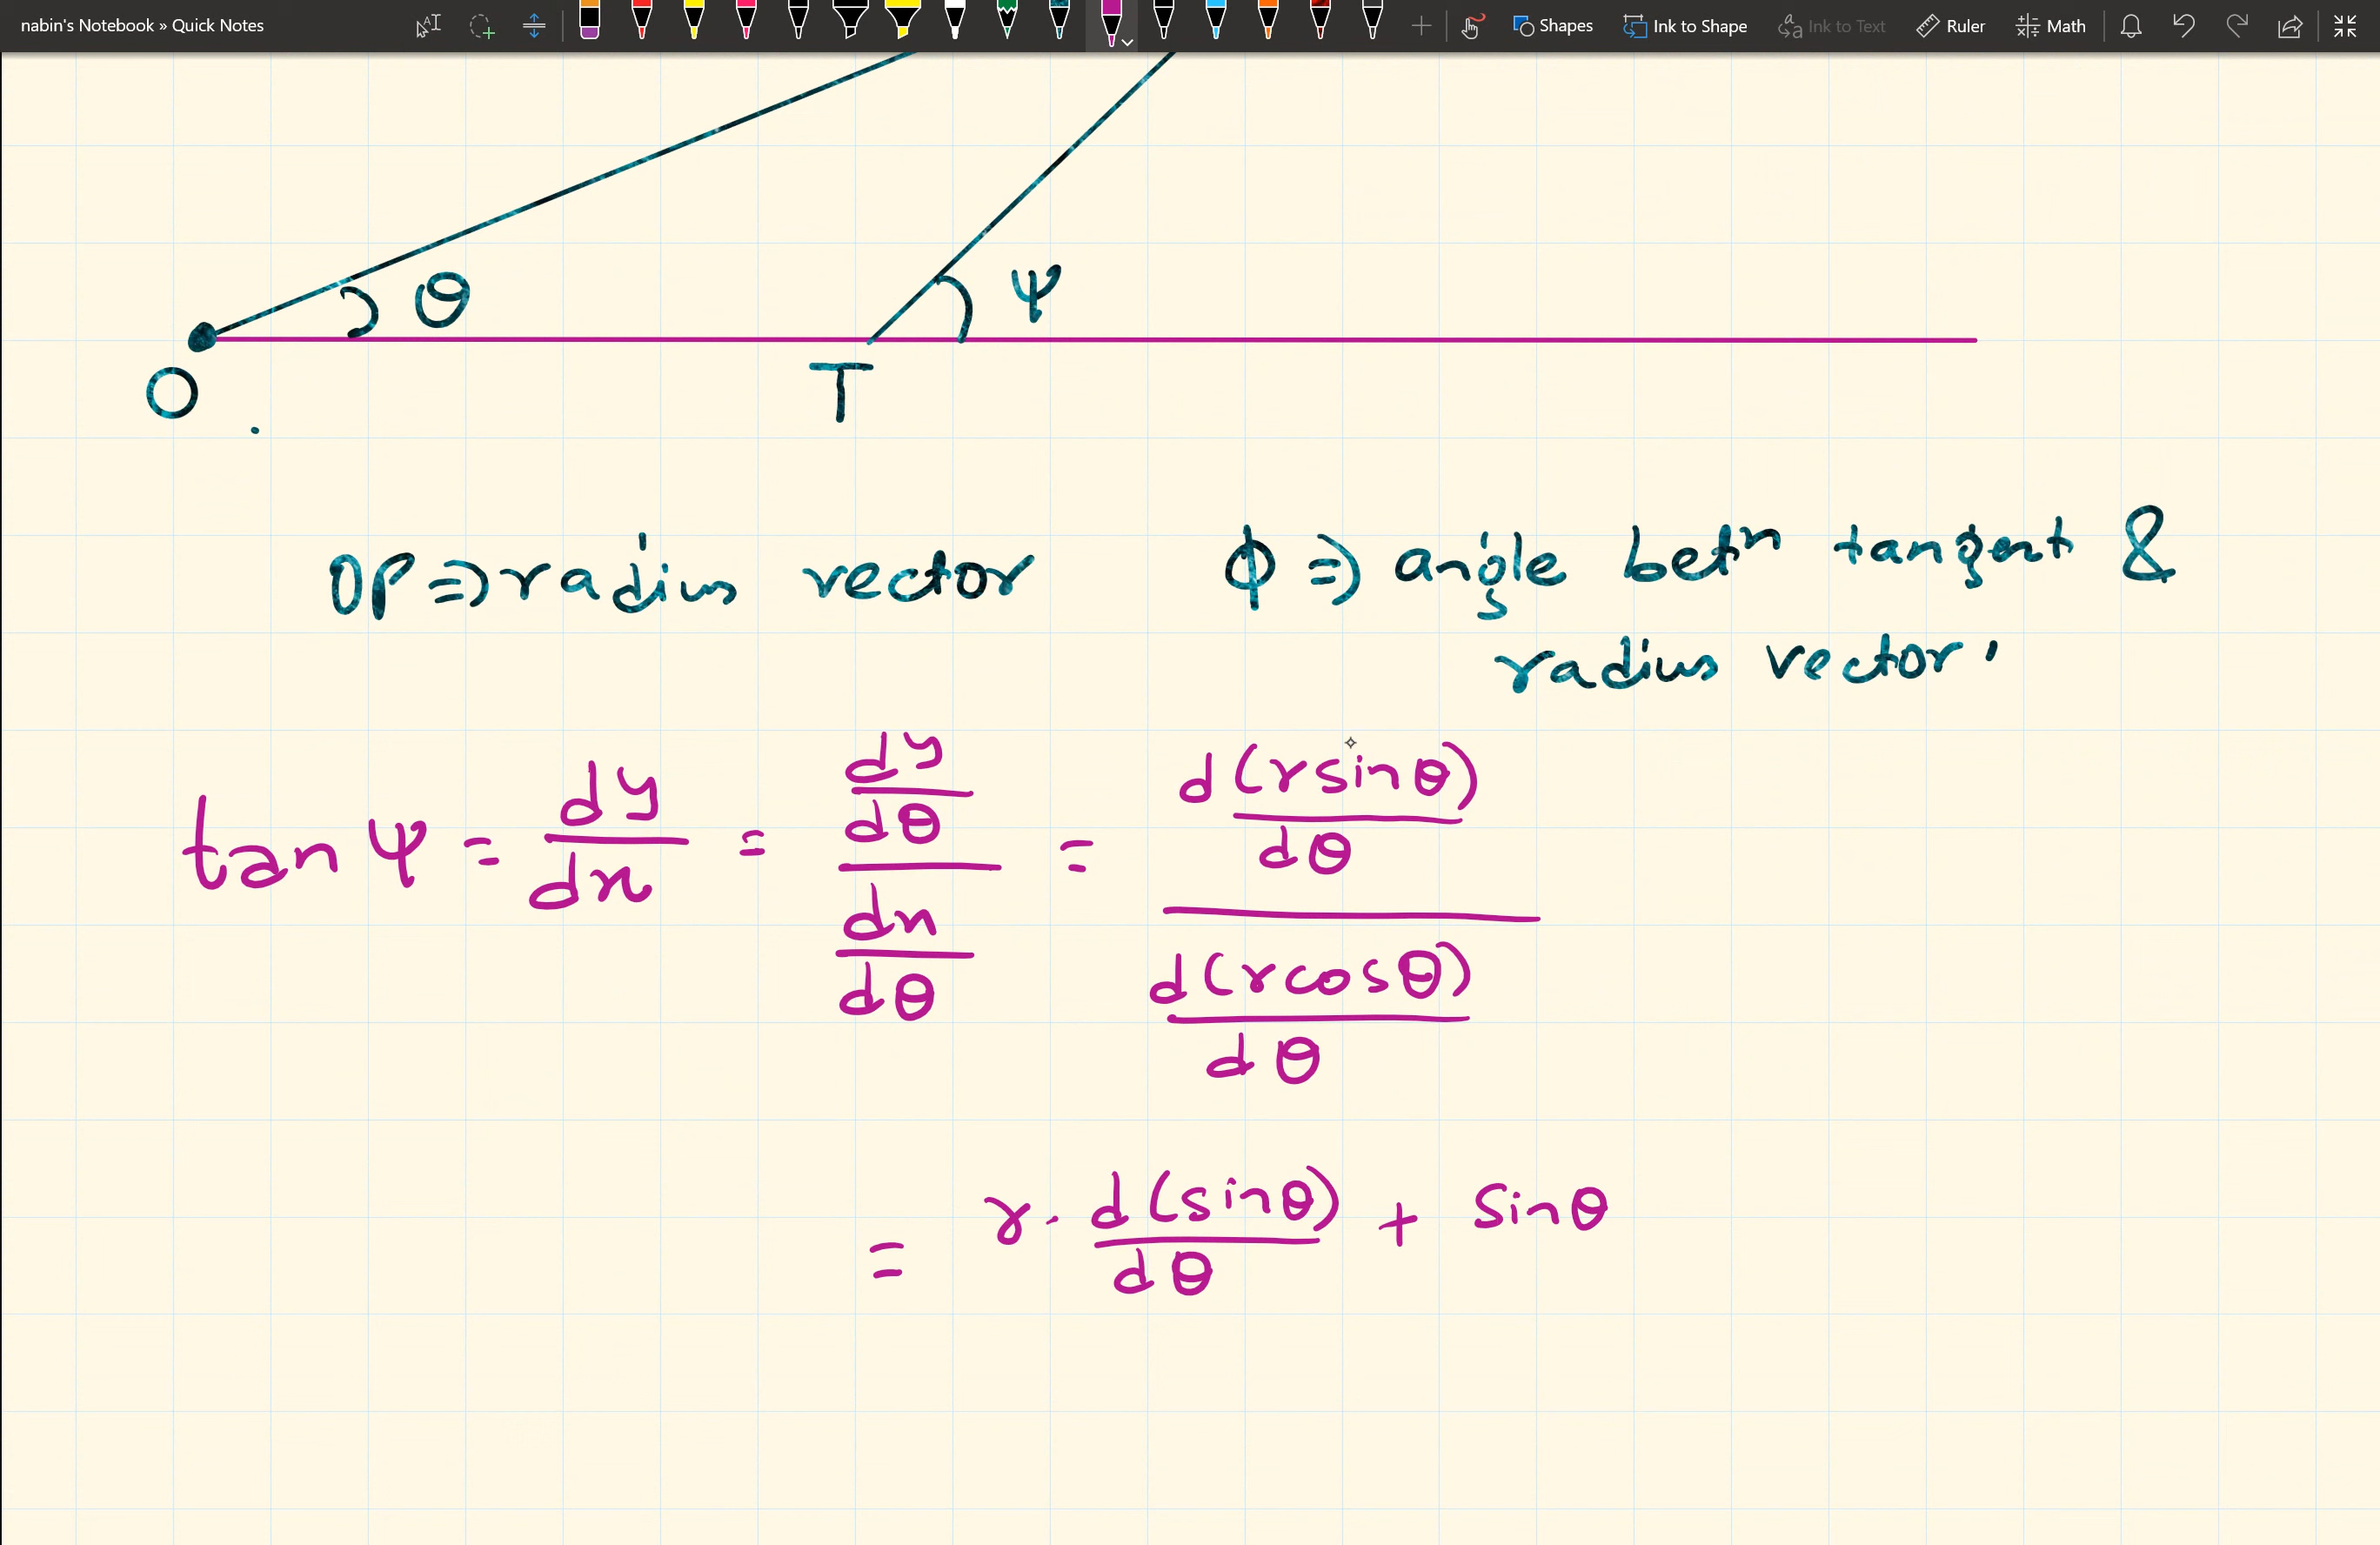 nabin's Notebook » Quick Notes
Shapes
Ink to Shape
Ink to Text
Ruler
Math
θ
ψ
O
T
OP ⇒ radius vector
ϕ ⇒ angle betⁿ tangent &
radius vector.
tan ψ = dy/dx = (dy/dθ)/(dx/dθ) = (d(r sinθ)/dθ)/(d(r cosθ)/dθ)
= r · d(sinθ)/dθ + sinθ